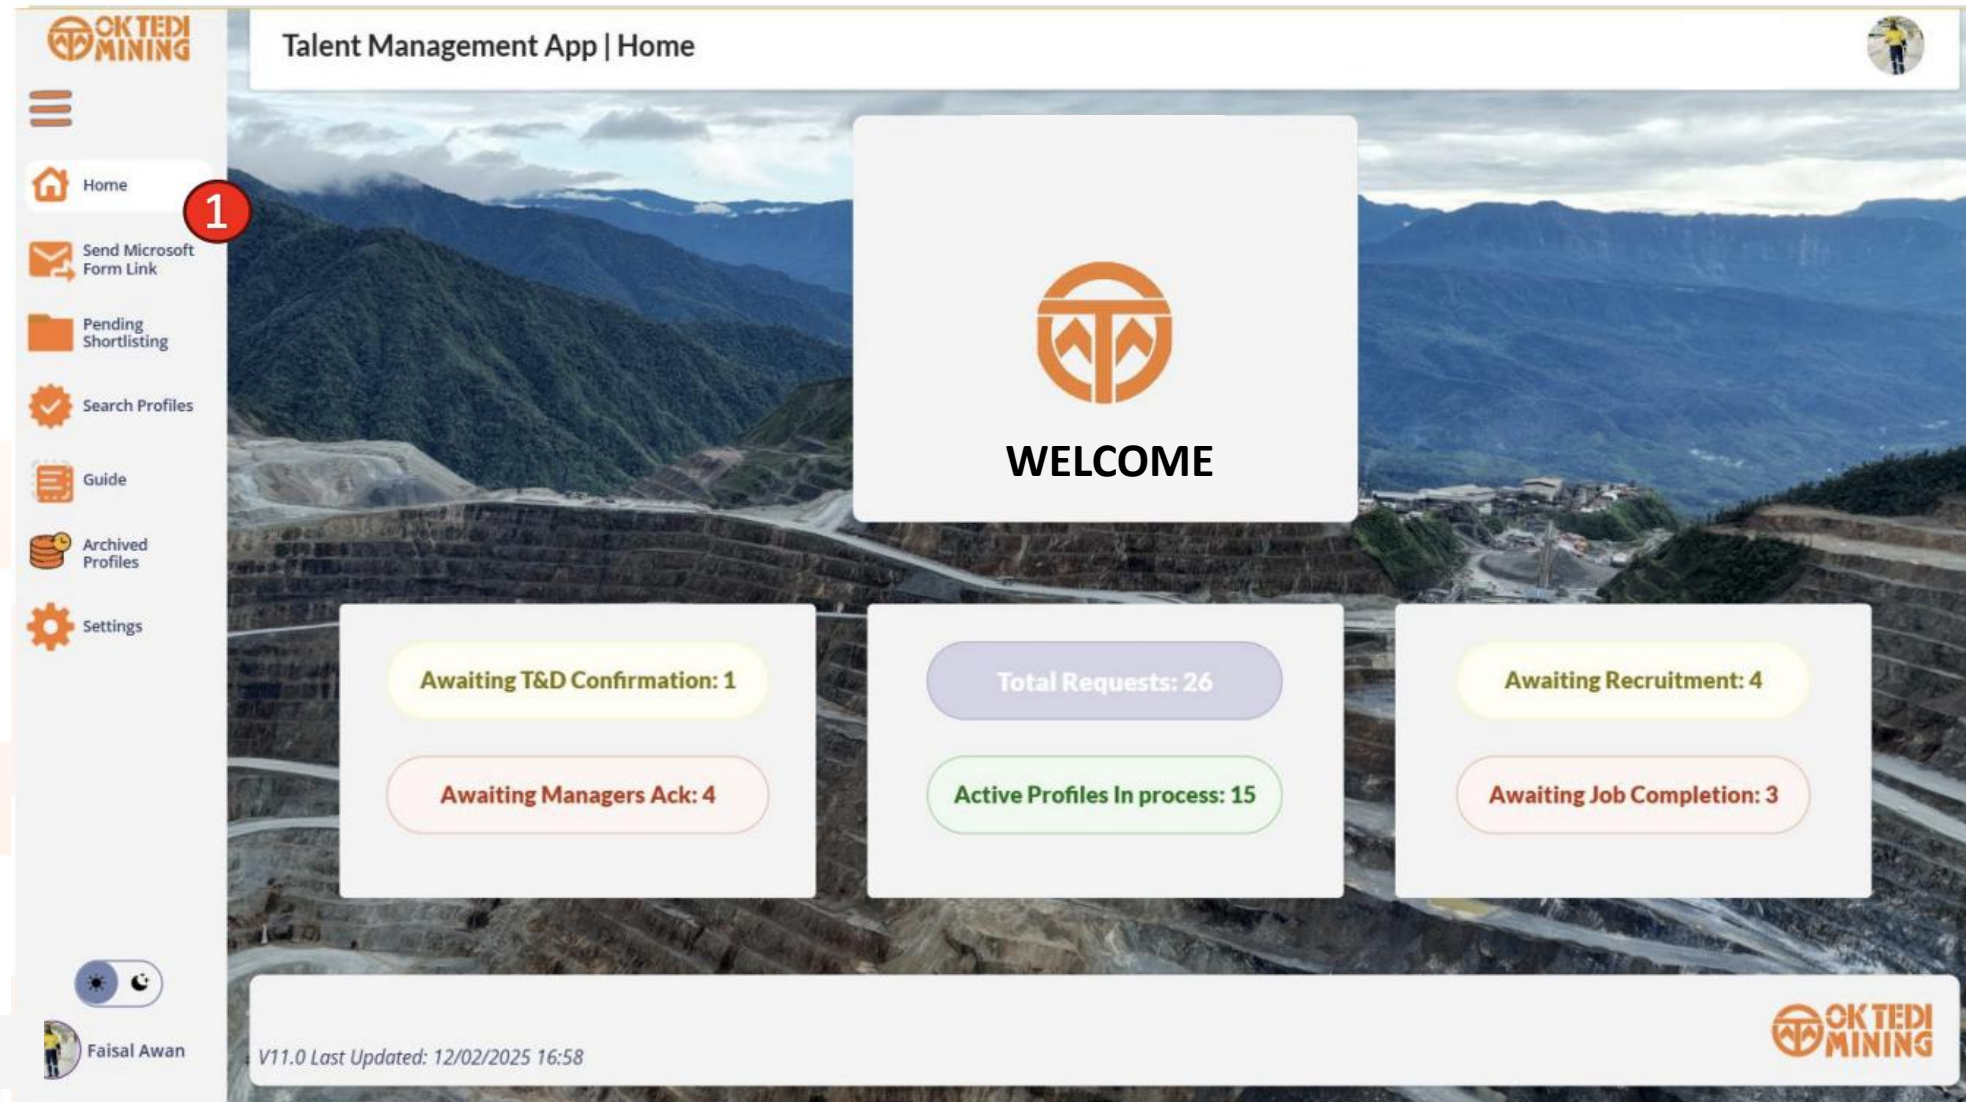 OK TEDI
MINING
Talent Management App | Home
Home
1
Send Microsoft
Form Link
Pending
Shortlisting
Search Profiles
Guide
Archived
Profiles
Settings
WELCOME
Awaiting T&D Confirmation: 1
Awaiting Managers Ack: 4
Total Requests: 26
Active Profiles In process: 15
Awaiting Recruitment: 4
Awaiting Job Completion: 3
Faisal Awan
V11.0 Last Updated: 12/02/2025 16:58
OK TEDI
MINING